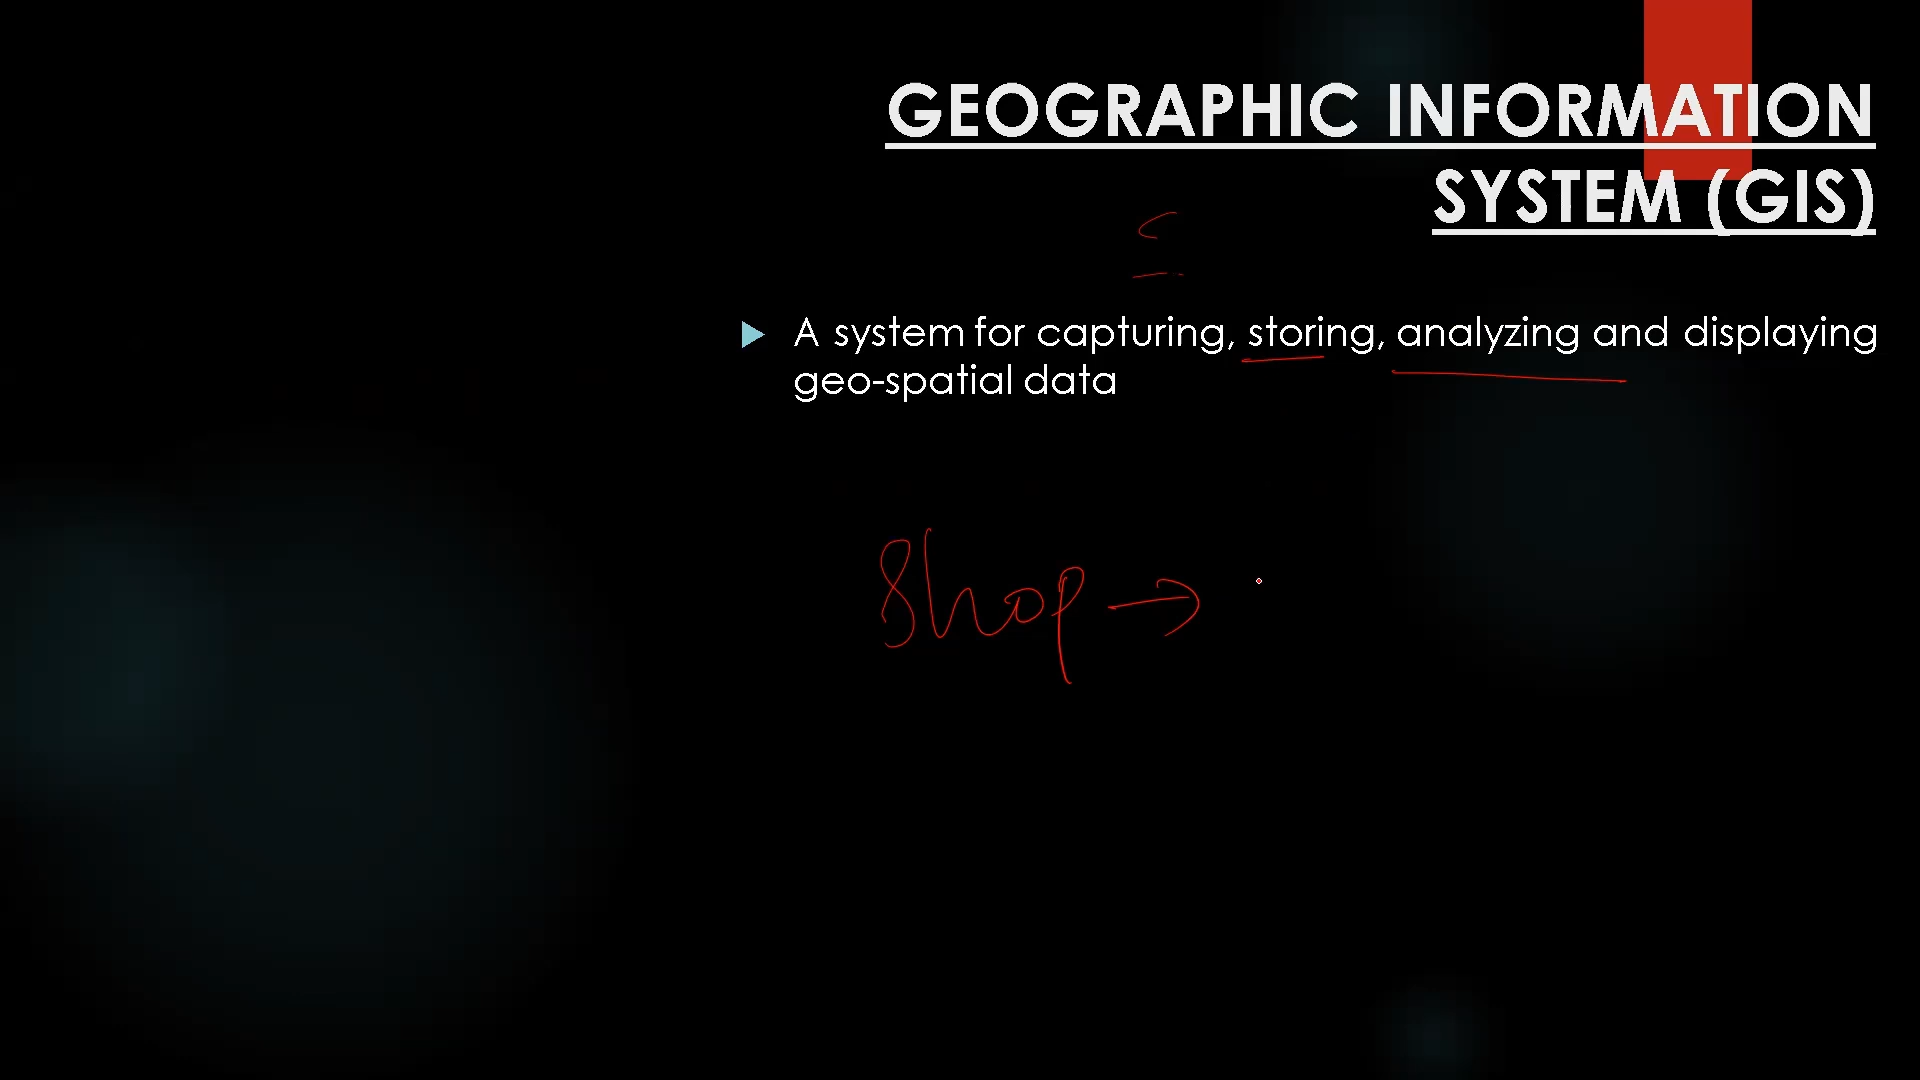 GEOGRAPHIC INFORMATION
SYSTEM (GIS)
A system for capturing, storing, analyzing and displaying
geo-spatial data
Shop →